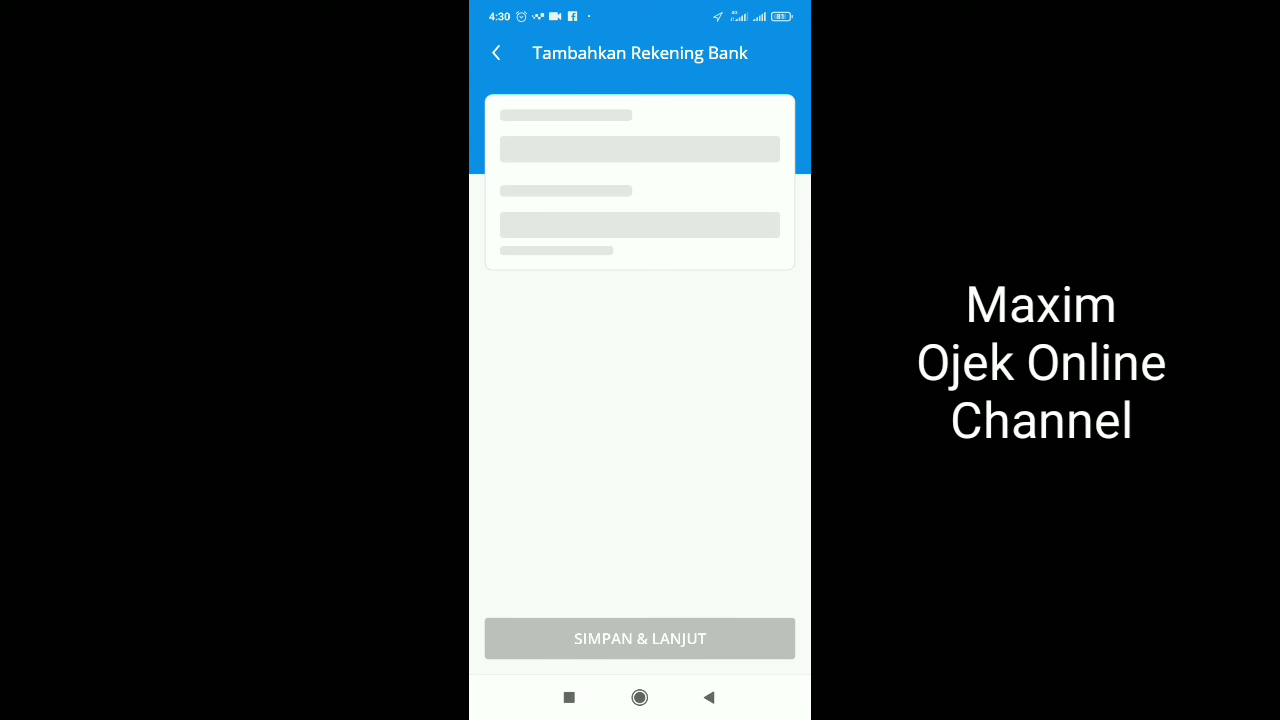 4:30
Tambahkan Rekening Bank
SIMPAN & LANJUT
Maxim
Ojek Online
Channel